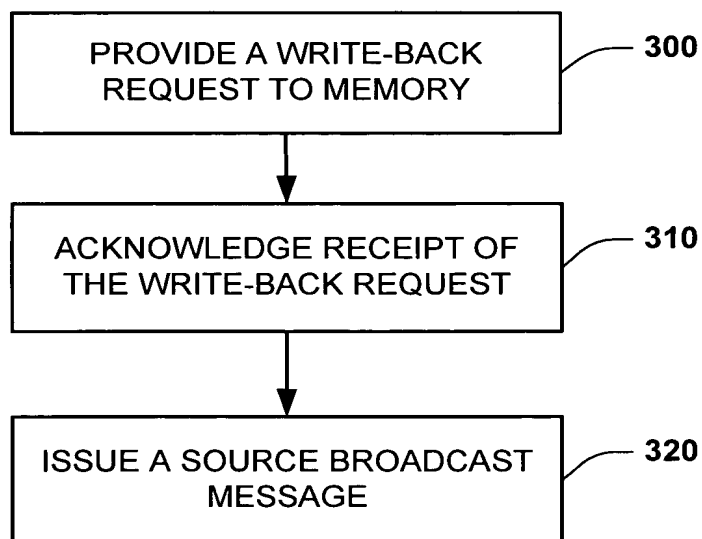 PROVIDE A WRITE-BACK
REQUEST TO MEMORY
300
ACKNOWLEDGE RECEIPT OF
THE WRITE-BACK REQUEST
310
ISSUE A SOURCE BROADCAST
MESSAGE
320